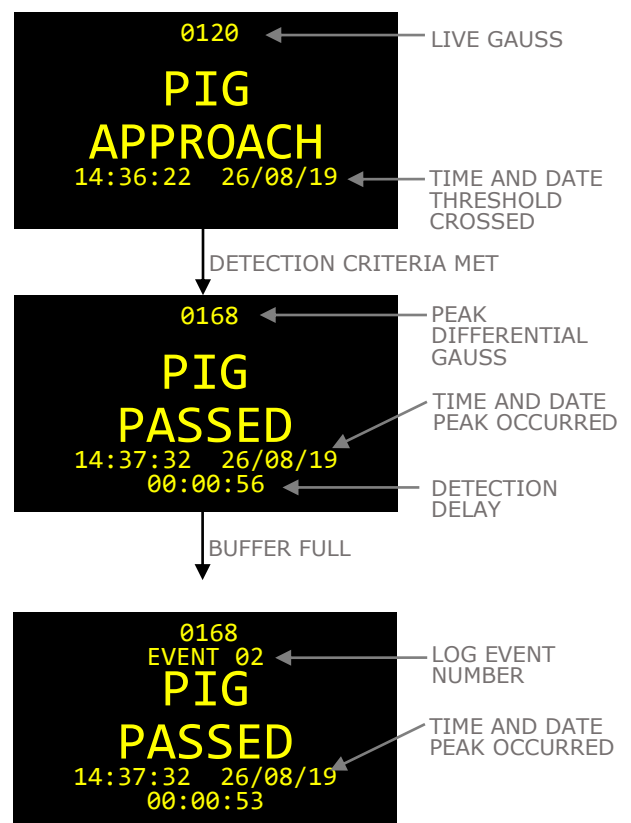 0120
LIVE GAUSS
PIG
APPROACH
14:36:22 26/08/19
TIME AND DATE
THRESHOLD
CROSSED
DETECTION CRITERIA MET
0168
PEAK
DIFFERENTIAL
GAUSS
PIG
PASSED
TIME AND DATE
PEAK OCCURRED
14:37:32 26/08/19
00:00:56
DETECTION
DELAY
BUFFER FULL
0168
EVENT 02
LOG EVENT
NUMBER
PIG
PASSED
TIME AND DATE
PEAK OCCURRED
14:37:32 26/08/19
00:00:53